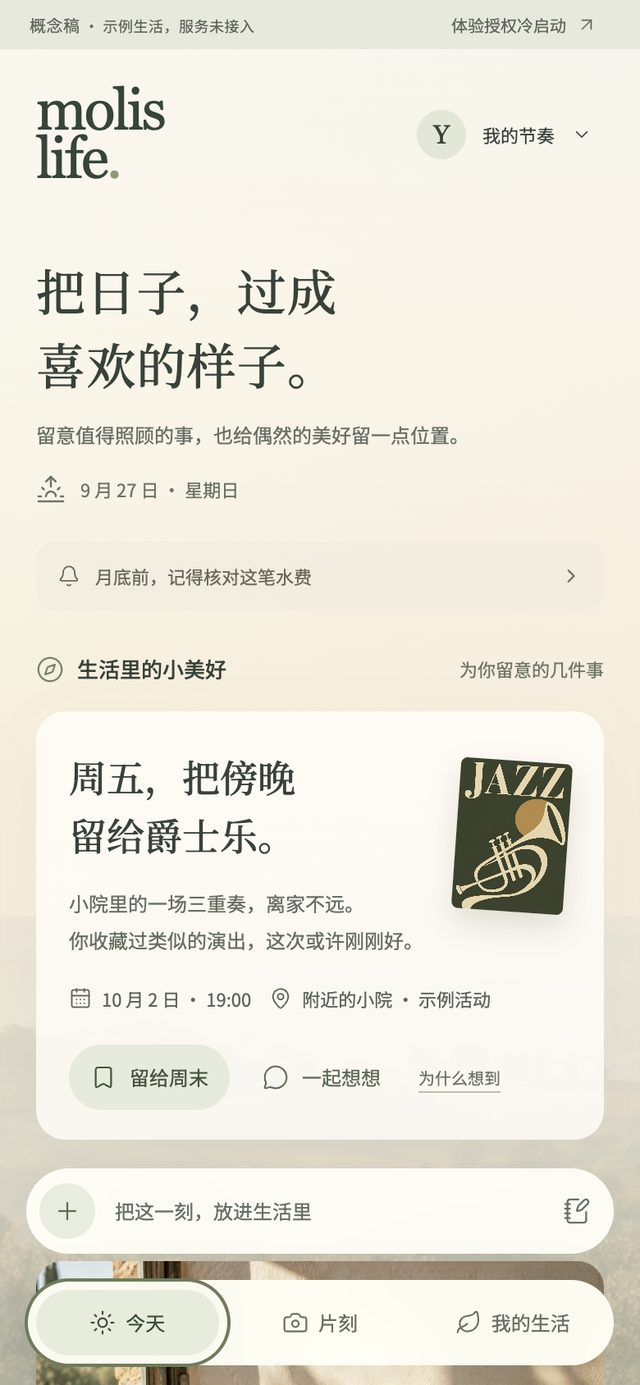 概念稿 · 示例生活，服务未接入
体验授权冷启动
molis
life.
Y 我的节奏
把日子，过成
喜欢的样子。
留意值得照顾的事，也给偶然的美好留一点位置。
9 月 27 日 · 星期日
月底前，记得核对这笔水费
生活里的小美好
为你留意的几件事
周五，把傍晚
留给爵士乐。
JAZZ
小院里的一场三重奏，离家不远。
你收藏过类似的演出，这次或许刚刚好。
10 月 2 日 · 19:00 附近的小院 · 示例活动
留给周末 一起想想 为什么想到
把这一刻，放进生活里
今天 片刻 我的生活